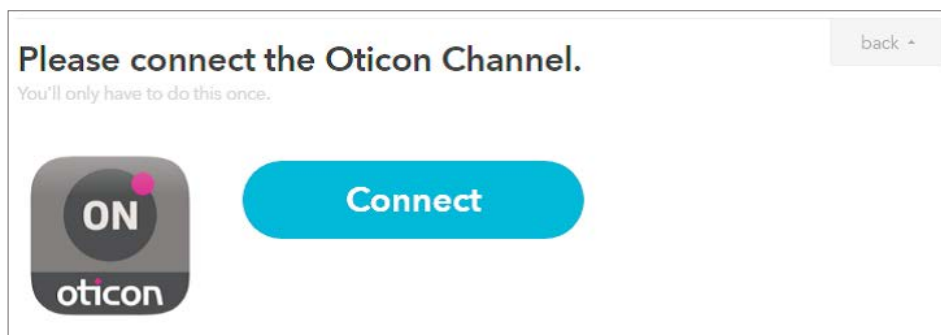 Please connect the Oticon Channel.
back
You'll only have to do this once.
ON
Connect
oticon